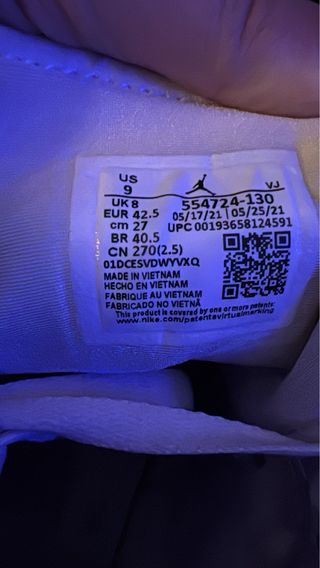 US VJ
9 554724-130
UK 8 05/17/21 | 05/25/21
EUR 42.5 UPC 00193658124591
cm 27
BR 40.5
CN 270(2.5)
01DCESVDWYVXQ
MADE IN VIETNAM
HECHO EN VIETNAM
FABRIQUE AU VIETNAM
FABRICADO NO VIETNÃ
This product is covered by one or more patents:
www.nike.com/patentsvirtualmarking